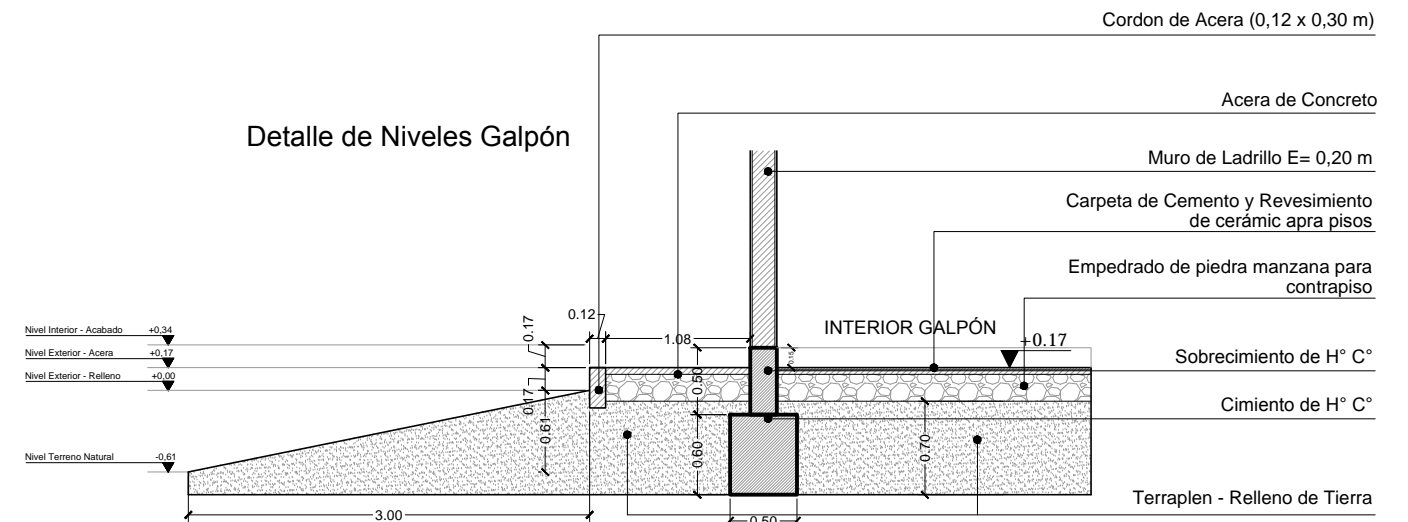 Cordon de Acera (0,12 x 0,30 m)
Acera de Concreto
Detalle de Niveles Galpón
Muro de Ladrillo E= 0,20 m
Carpeta de Cemento y Revesimiento
de cerámic apra pisos
Empedrado de piedra manzana para
contrapiso
0.12
0.17
1.08
INTERIOR GALPÓN
+0.17
Nivel Interior - Acabado +0,34
Nivel Exterior - Acera +0,17
Nivel Exterior - Relleno +0,00
0.15
Sobrecimiento de H° C°
0.50
0.17
Cimiento de H° C°
0.61
0.60
0.70
Nivel Terreno Natural -0,61
Terraplen - Relleno de Tierra
3.00
0.50